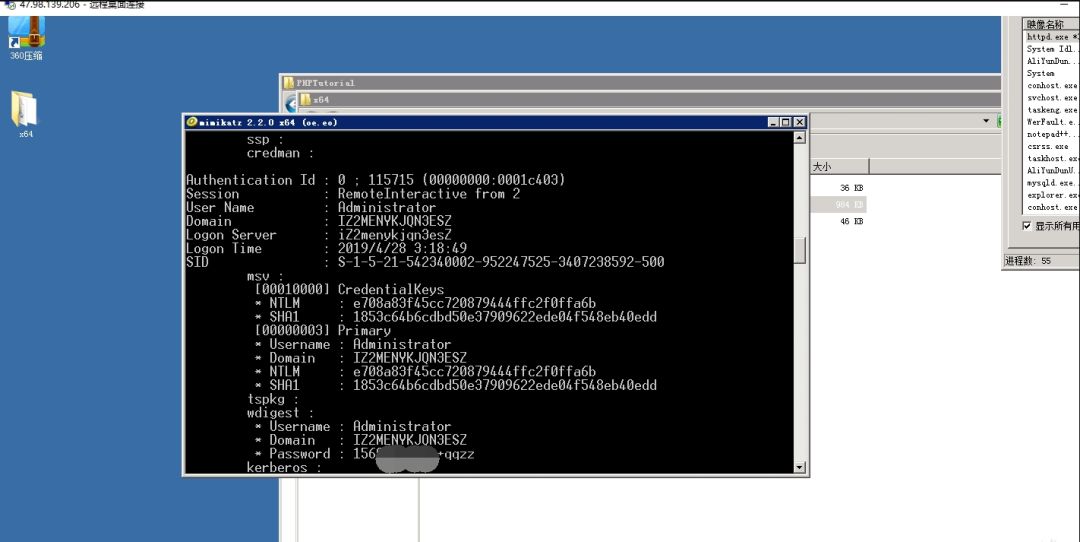 47.98.139.206 - 远程桌面连接
360压缩
x64
PHPTutorial
x64
mimikatz 2.2.0 x64 (oe.eo)
ssp :
credman :
Authentication Id : 0 ; 115715 (00000000:0001c403)
Session : RemoteInteractive from 2
User Name : Administrator
Domain : IZ2MENYKJQN3ESZ
Logon Server : iZ2menykjqn3esZ
Logon Time : 2019/4/28 3:18:49
SID : S-1-5-21-542340002-952247525-3407238592-500
msv :
[00010000] CredentialKeys
* NTLM : e708a83f45cc720879444ffc2f0ffa6b
* SHA1 : 1853c64b6cdbd50e37909622ede04f548eb40edd
[00000003] Primary
* Username : Administrator
* Domain : IZ2MENYKJQN3ESZ
* NTLM : e708a83f45cc720879444ffc2f0ffa6b
* SHA1 : 1853c64b6cdbd50e37909622ede04f548eb40edd
tspkg :
wdigest :
* Username : Administrator
* Domain : IZ2MENYKJQN3ESZ
* Password : 156 +qqzz
kerberos :
大小
36 KB
984 KB
46 KB
映像名称
httpd.exe *3
System Idl...
AliYunDun...
System
conhost.exe
svchost.exe
taskeng.exe
WerFault.e...
notepad++...
csrss.exe
taskhost.exe
AliYunDunU...
mysqld.exe
explorer.exe
conhost.exe
显示所有用
进程数: 55